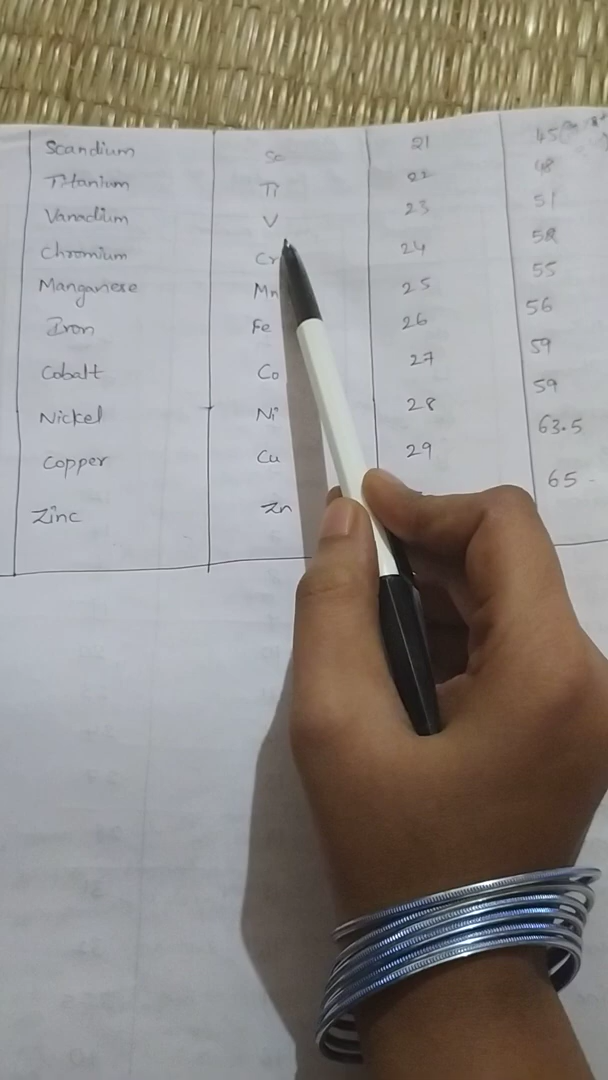 Scandium Sc 21 45
Titanium Ti 22 48
Vanadium V 23 51
Chromium Cr 24 52
Manganese Mn 25 55
Iron Fe 26 56
Cobalt Co 27 59
Nickel Ni 28 59
Copper Cu 29 63.5
Zinc Zn 65